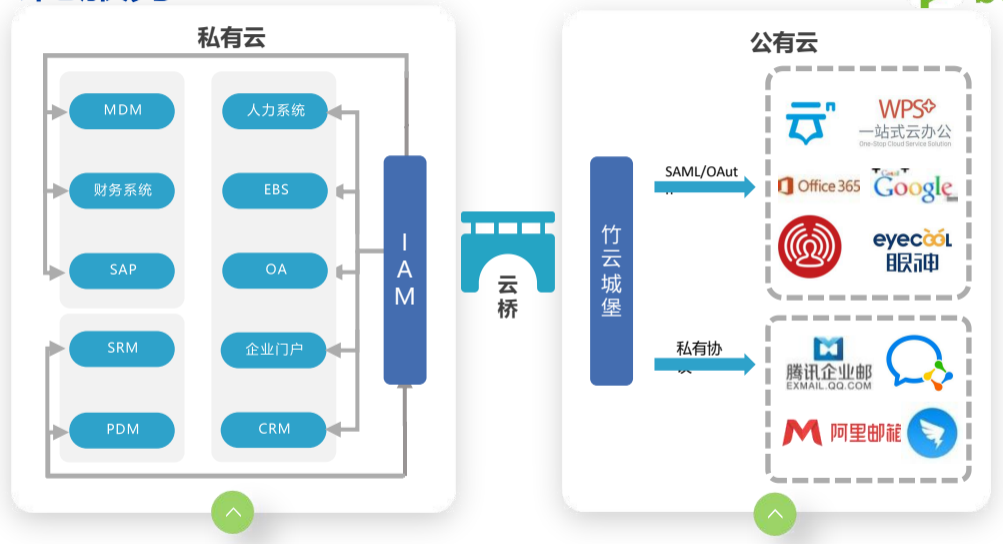 私有云
MDM
财务系统
SAP
SRM
PDM
人力系统
EBS
OA
企业门户
CRM
IAM
云桥
公有云
竹云城堡
SAML/OAut
私有协
n
WPS
一站式云办公
One-Stop Cloud Service Solution
Office 365
Google
eyecool
眼神
腾讯企业邮
EXMAIL.QQ.COM
阿里邮箱